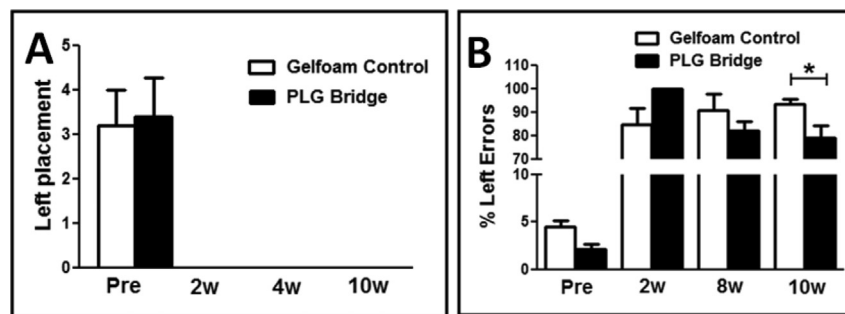 A
Left placement
5
4
3
2
1
0
Gelfoam Control
PLG Bridge
Pre 2w 4w 10w
B
% Left Errors
Gelfoam Control
PLG Bridge
100
90
80
70
10
5
0
*
Pre 2w 8w 10w